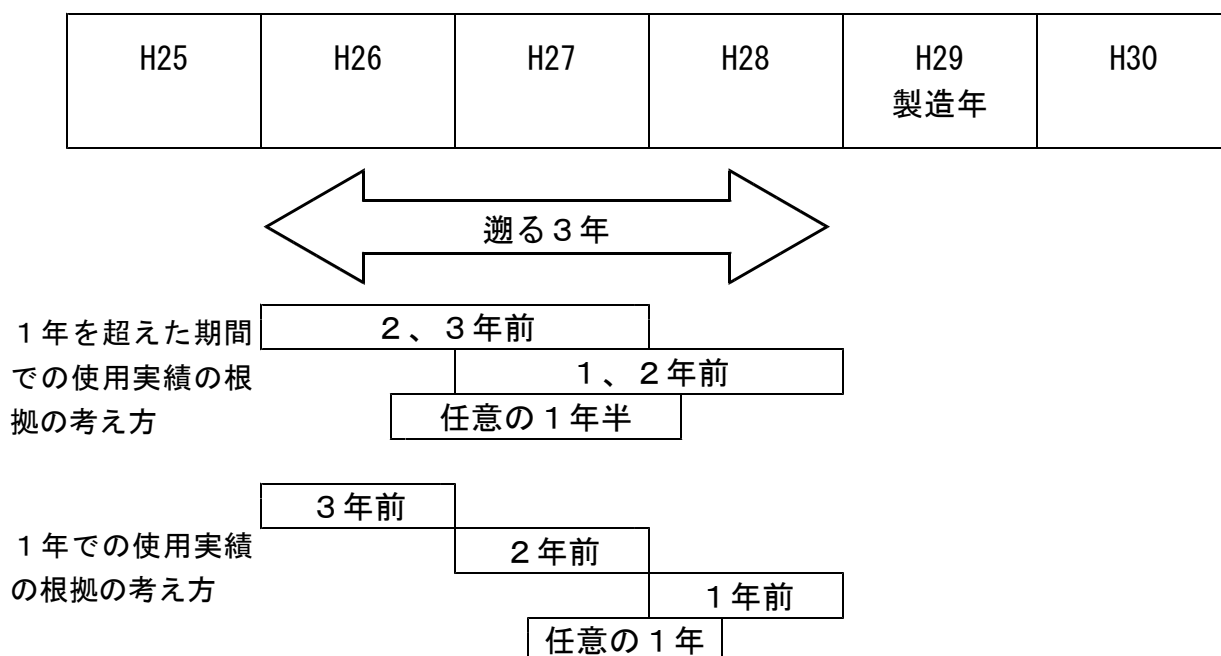 H25 H26 H27 H28 H29 H30
製造年
遡る３年
１年を超えた期間
での使用実績の根
拠の考え方
２、３年前
１、２年前
任意の１年半
１年での使用実績
の根拠の考え方
３年前
２年前
１年前
任意の１年